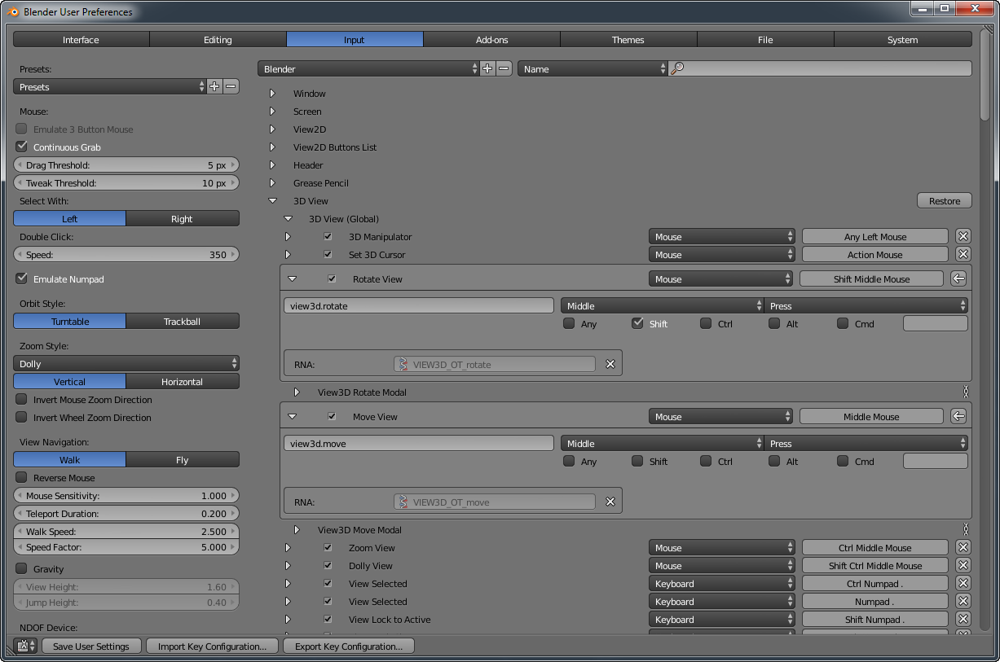 Blender User Preferences
Interface Editing Input Add-ons Themes File System
Presets:
Presets
Mouse:
Emulate 3 Button Mouse
Continuous Grab
Drag Threshold: 5 px
Tweak Threshold: 10 px
Select With:
Left Right
Double Click:
Speed: 350
Emulate Numpad
Orbit Style:
Turntable Trackball
Zoom Style:
Dolly
Vertical Horizontal
Invert Mouse Zoom Direction
Invert Wheel Zoom Direction
View Navigation:
Walk Fly
Reverse Mouse
Mouse Sensitivity: 1.000
Teleport Duration: 0.200
Walk Speed: 2.500
Speed Factor: 5.000
Gravity
View Height: 1.60
Jump Height: 0.40
NDOF Device:
Blender Name
Window
Screen
View2D
View2D Buttons List
Header
Grease Pencil
3D View Restore
3D View (Global)
3D Manipulator Mouse Any Left Mouse
Set 3D Cursor Mouse Action Mouse
Rotate View Mouse Shift Middle Mouse
view3d.rotate Middle Press
Any Shift Ctrl Alt Cmd
RNA: VIEW3D_OT_rotate
View3D Rotate Modal
Move View Mouse Middle Mouse
view3d.move Middle Press
Any Shift Ctrl Alt Cmd
RNA: VIEW3D_OT_move
View3D Move Modal
Zoom View Mouse Ctrl Middle Mouse
Dolly View Mouse Shift Ctrl Middle Mouse
View Selected Keyboard Ctrl Numpad .
View Selected Keyboard Numpad .
View Lock to Active Keyboard Shift Numpad .
Save User Settings Import Key Configuration... Export Key Configuration...